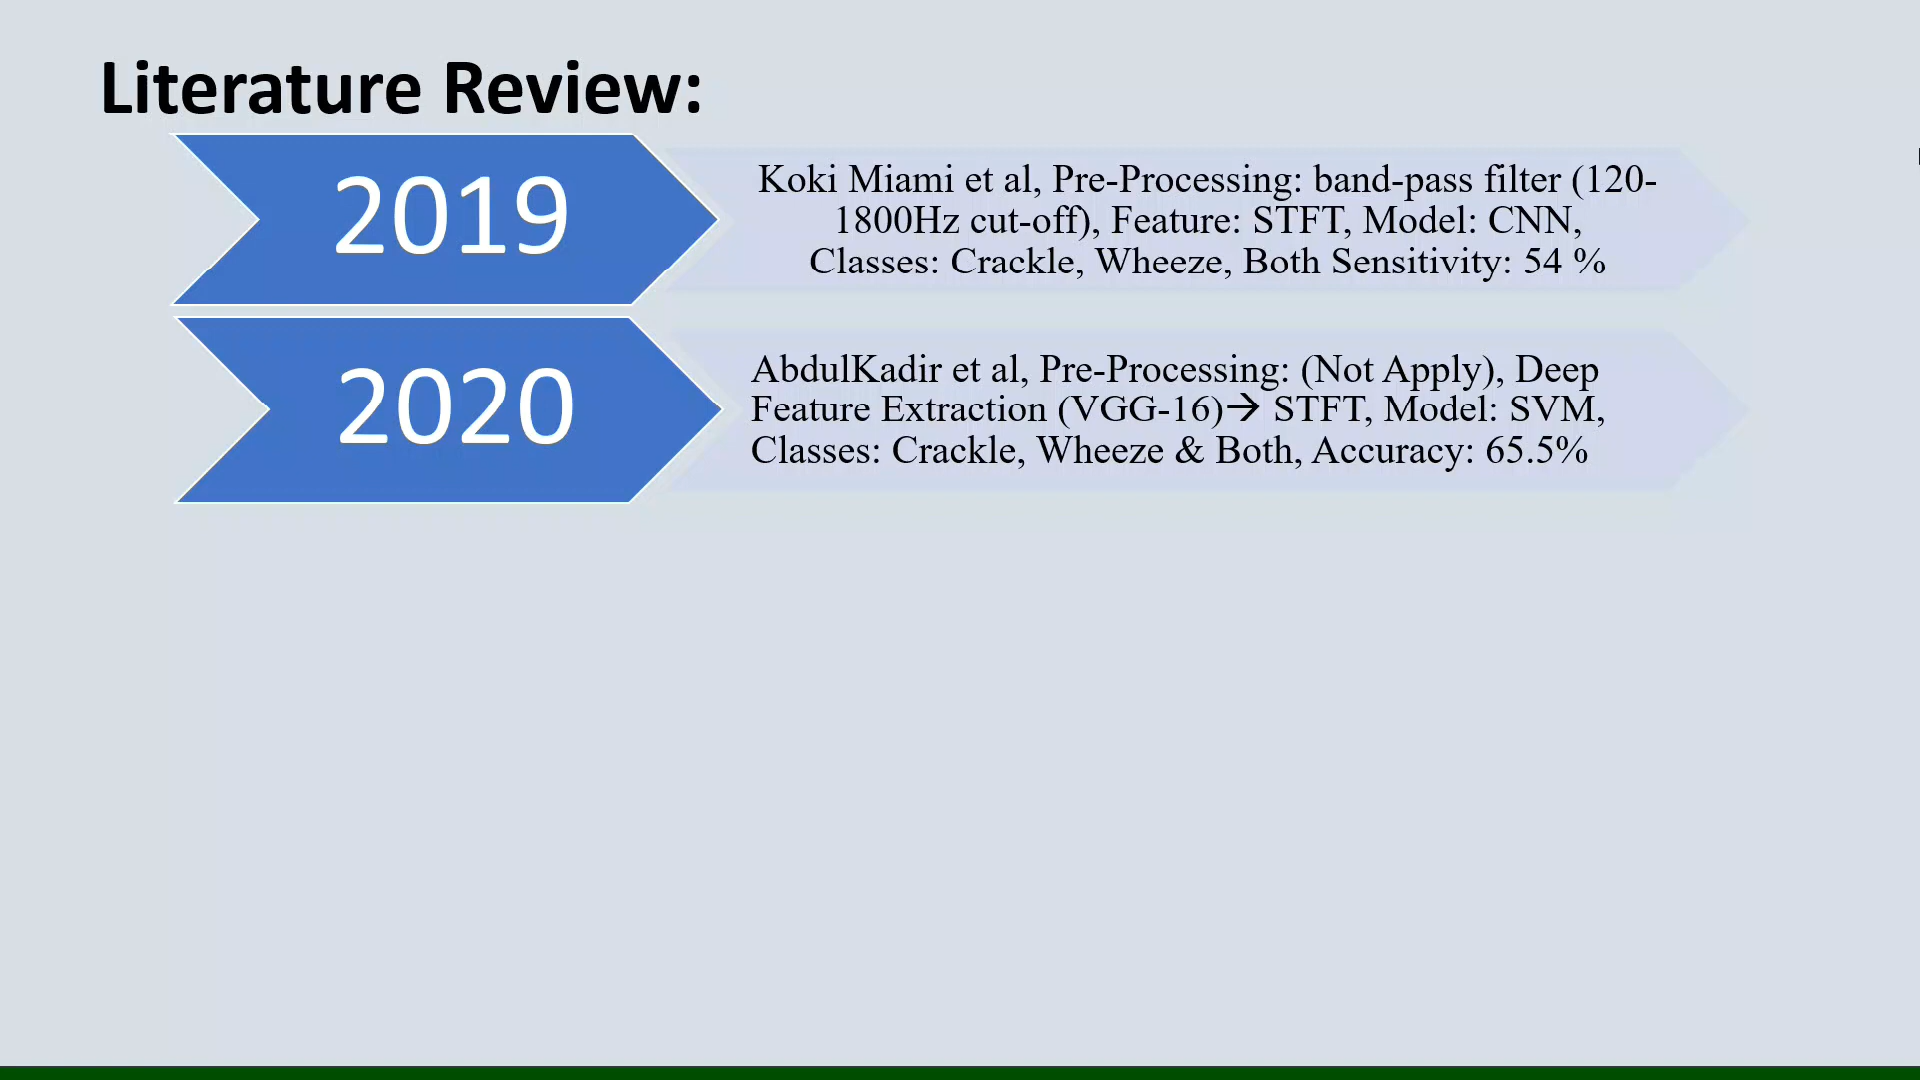 Literature Review:
2019
Koki Miami et al, Pre-Processing: band-pass filter (120-
1800Hz cut-off), Feature: STFT, Model: CNN,
Classes: Crackle, Wheeze, Both Sensitivity: 54 %
2020
AbdulKadir et al, Pre-Processing: (Not Apply), Deep
Feature Extraction (VGG-16)→ STFT, Model: SVM,
Classes: Crackle, Wheeze & Both, Accuracy: 65.5%